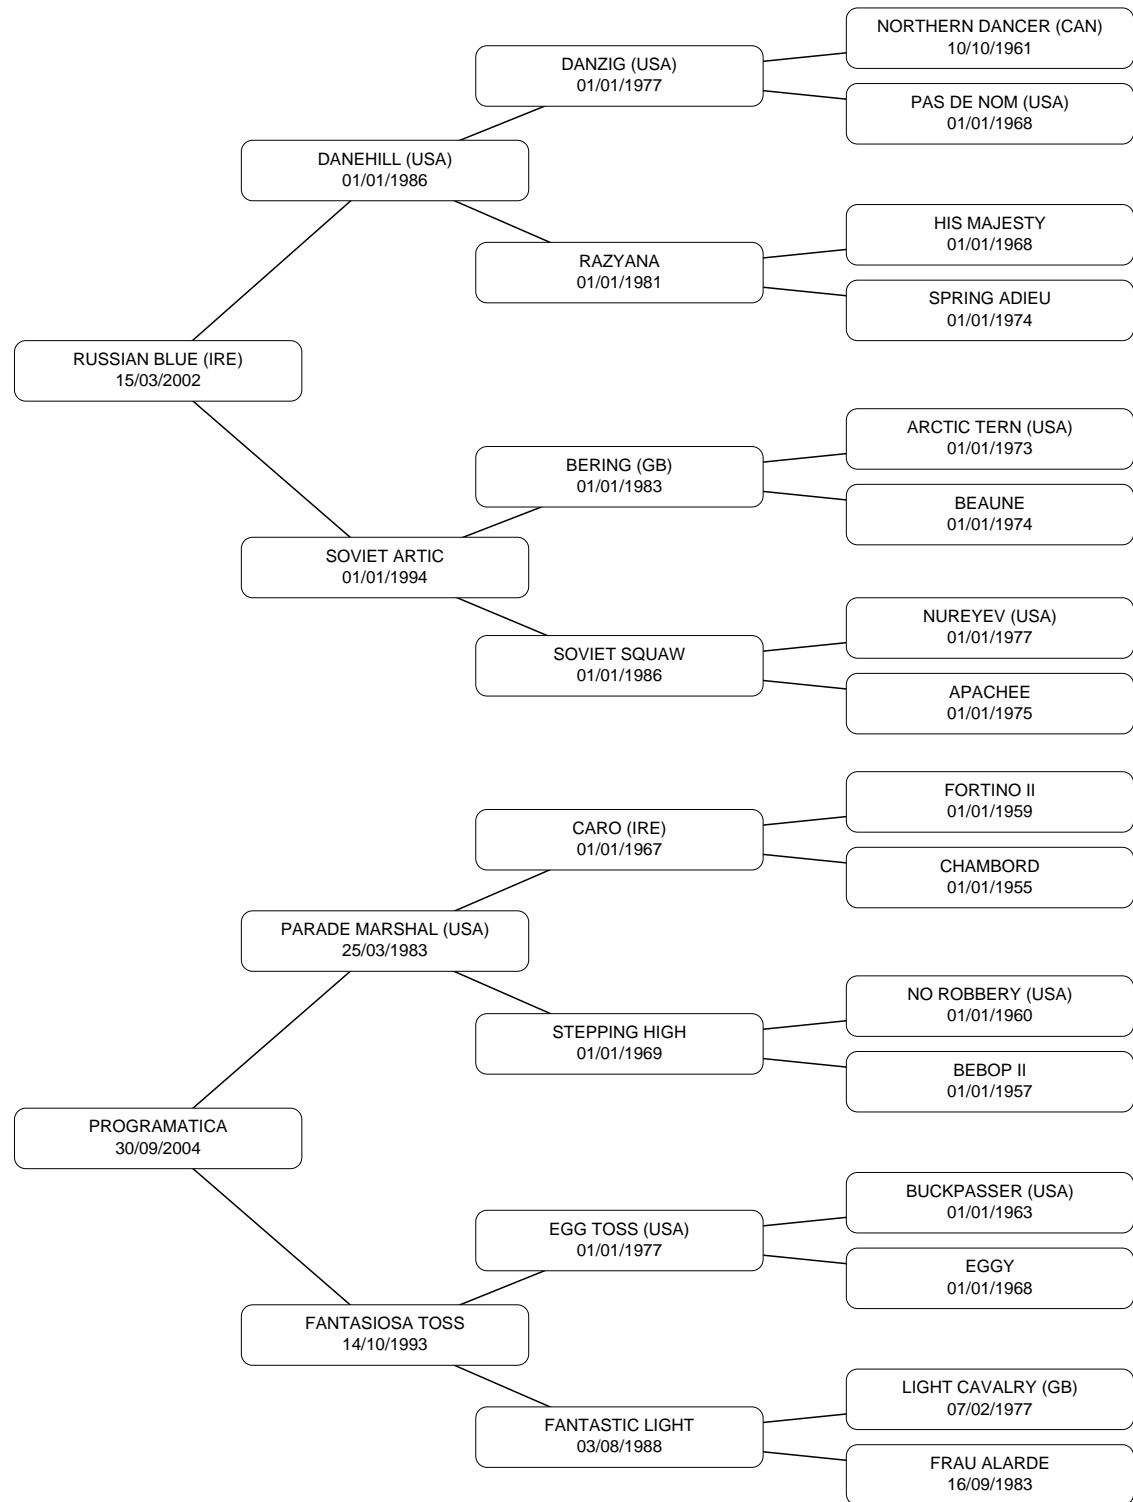 NORTHERN DANCER (CAN)
10/10/1961
DANZIG (USA)
01/01/1977
PAS DE NOM (USA)
01/01/1968
DANEHILL (USA)
01/01/1986
HIS MAJESTY
01/01/1968
RAZYANA
01/01/1981
SPRING ADIEU
01/01/1974
RUSSIAN BLUE (IRE)
15/03/2002
ARCTIC TERN (USA)
01/01/1973
BERING (GB)
01/01/1983
BEAUNE
01/01/1974
SOVIET ARTIC
01/01/1994
NUREYEV (USA)
01/01/1977
SOVIET SQUAW
01/01/1986
APACHEE
01/01/1975
FORTINO II
01/01/1959
CARO (IRE)
01/01/1967
CHAMBORD
01/01/1955
PARADE MARSHAL (USA)
25/03/1983
NO ROBBERY (USA)
01/01/1960
STEPPING HIGH
01/01/1969
BEBOP II
01/01/1957
PROGRAMATICA
30/09/2004
BUCKPASSER (USA)
01/01/1963
EGG TOSS (USA)
01/01/1977
EGGY
01/01/1968
FANTASIOSA TOSS
14/10/1993
LIGHT CAVALRY (GB)
07/02/1977
FANTASTIC LIGHT
03/08/1988
FRAU ALARDE
16/09/1983